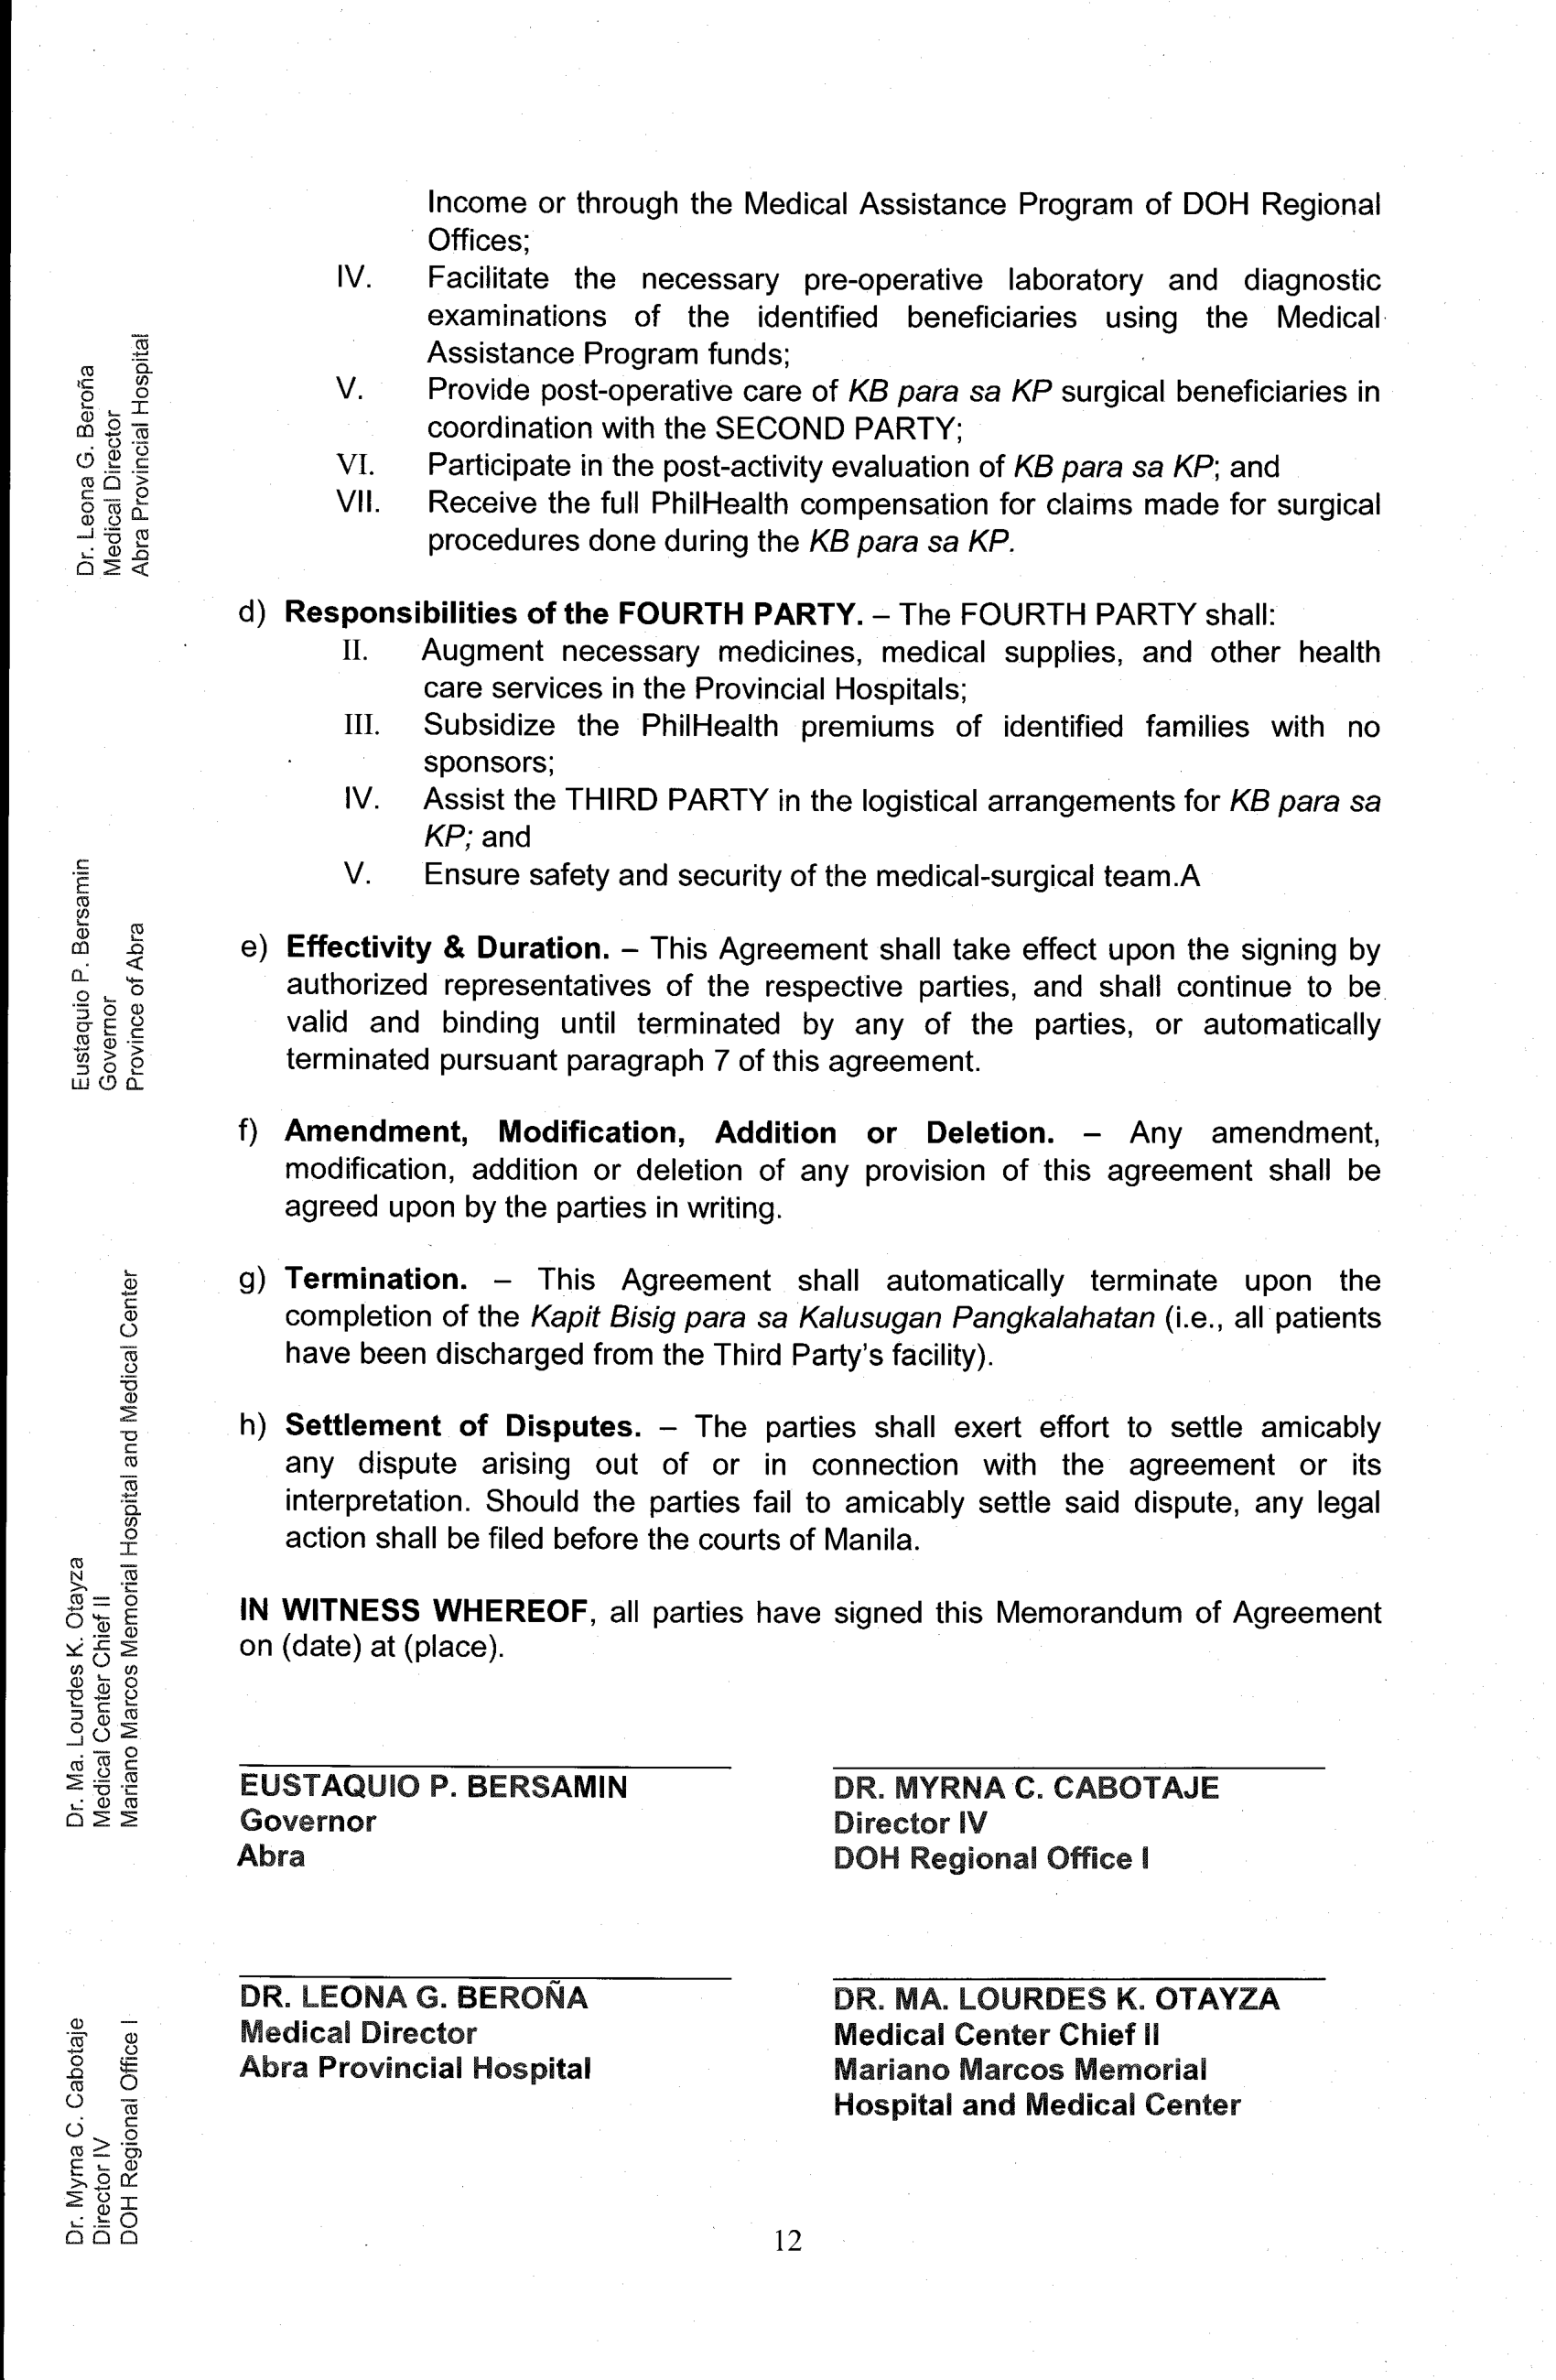 Income or through the Medical Assistance Program of DOH Regional
Offices;
IV. Facilitate the necessary pre-operative laboratory and diagnostic
examinations of the identified beneficiaries using the Medical
Assistance Program funds;
V. Provide post-operative care of KB para sa KP surgical beneficiaries in
coordination with the SECOND PARTY;
VI. Participate in the post-activity evaluation of KB para sa KP; and
VII. Receive the full PhilHealth compensation for claims made for surgical
procedures done during the KB para sa KP.
d) Responsibilities of the FOURTH PARTY. – The FOURTH PARTY shall:
II. Augment necessary medicines, medical supplies, and other health
care services in the Provincial Hospitals;
III. Subsidize the PhilHealth premiums of identified families with no
sponsors;
IV. Assist the THIRD PARTY in the logistical arrangements for KB para sa
KP; and
V. Ensure safety and security of the medical-surgical team.A
e) Effectivity & Duration. – This Agreement shall take effect upon the signing by
authorized representatives of the respective parties, and shall continue to be
valid and binding until terminated by any of the parties, or automatically
terminated pursuant paragraph 7 of this agreement.
f) Amendment, Modification, Addition or Deletion. – Any amendment,
modification, addition or deletion of any provision of this agreement shall be
agreed upon by the parties in writing.
g) Termination. – This Agreement shall automatically terminate upon the
completion of the Kapit Bisig para sa Kalusugan Pangkalahatan (i.e., all patients
have been discharged from the Third Party's facility).
h) Settlement of Disputes. – The parties shall exert effort to settle amicably
any dispute arising out of or in connection with the agreement or its
interpretation. Should the parties fail to amicably settle said dispute, any legal
action shall be filed before the courts of Manila.
IN WITNESS WHEREOF, all parties have signed this Memorandum of Agreement
on (date) at (place).
EUSTAQUIO P. BERSAMIN
Governor
Abra
DR. MYRNA C. CABOTAJE
Director IV
DOH Regional Office I
DR. LEONA G. BEROÑA
Medical Director
Abra Provincial Hospital
DR. MA. LOURDES K. OTAYZA
Medical Center Chief II
Mariano Marcos Memorial
Hospital and Medical Center
12
Dr. Leona G. Beroña
Medical Director
Abra Provincial Hospital
Eustaquio P. Bersamin
Governor
Province of Abra
Dr. Ma. Lourdes K. Otayza
Medical Center Chief II
Mariano Marcos Memorial Hospital and Medical Center
Dr. Myrna C. Cabotaje
Director IV
DOH Regional Office I